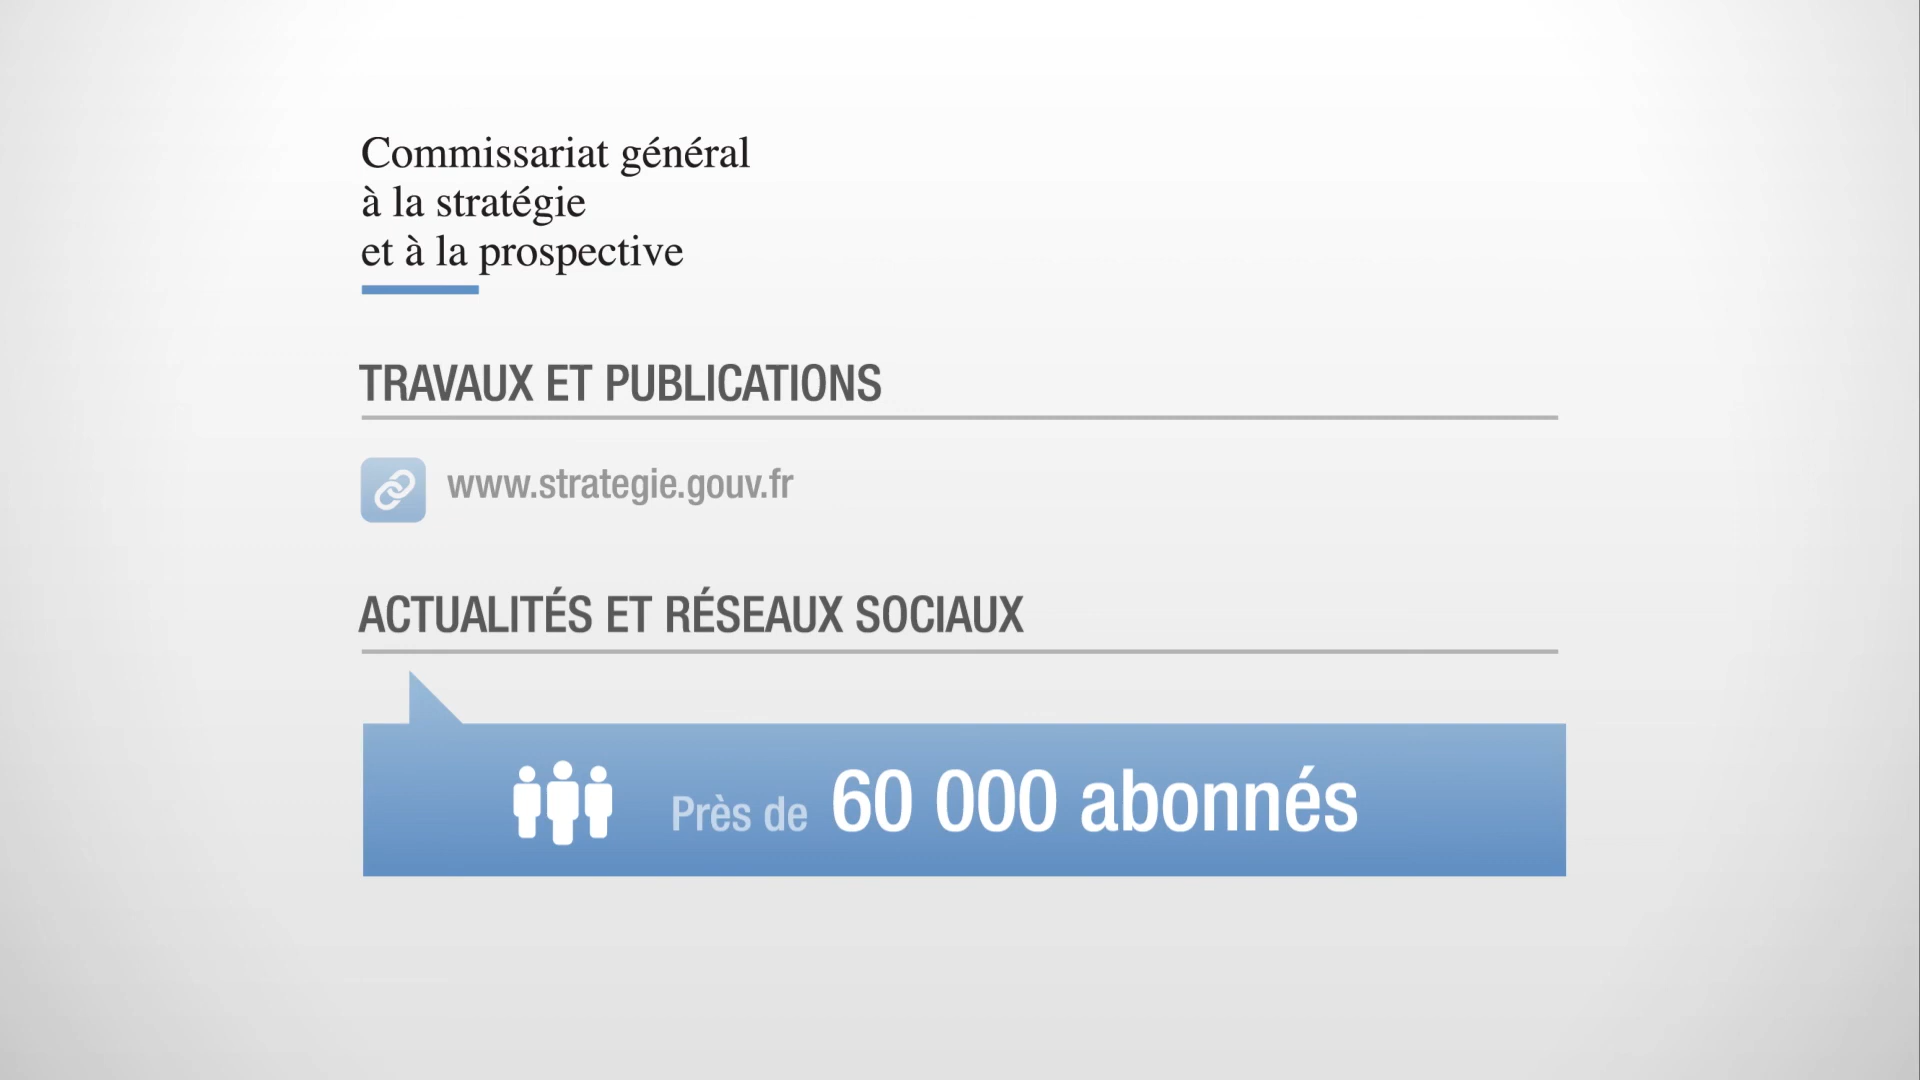 Commissariat général
à la stratégie
et à la prospective
TRAVAUX ET PUBLICATIONS
www.strategie.gouv.fr
ACTUALITÉS ET RÉSEAUX SOCIAUX
Près de 60 000 abonnés